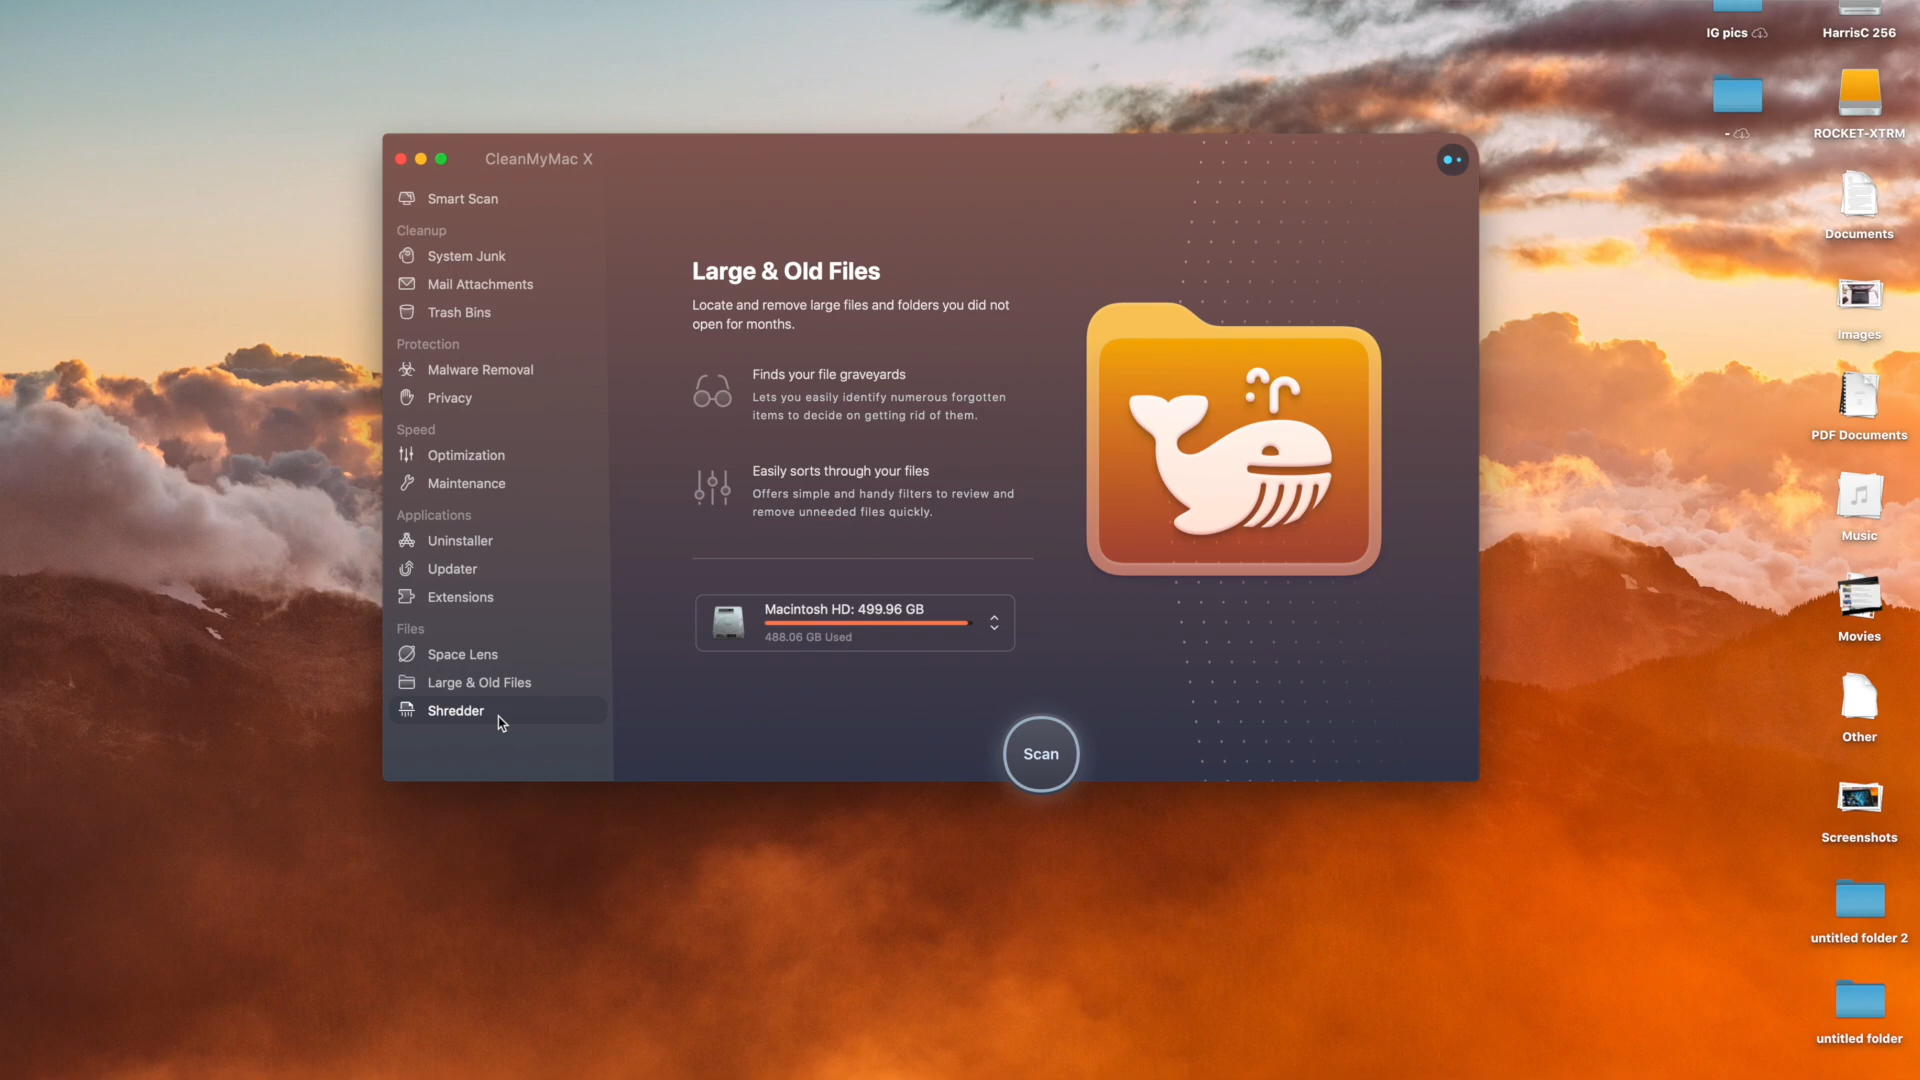 CleanMyMac X
Smart Scan
Cleanup
System Junk
Mail Attachments
Trash Bins
Protection
Malware Removal
Privacy
Speed
Optimization
Maintenance
Applications
Uninstaller
Updater
Extensions
Files
Space Lens
Large & Old Files
Shredder
Large & Old Files
Locate and remove large files and folders you did not
open for months.
Finds your file graveyards
Lets you easily identify numerous forgotten
items to decide on getting rid of them.
Easily sorts through your files
Offers simple and handy filters to review and
remove unneeded files quickly.
Macintosh HD: 499.96 GB
488.06 GB Used
Scan
IG pics
-
HarrisC 256
ROCKET-XTRM
Documents
Images
PDF Documents
Music
Movies
Other
Screenshots
untitled folder 2
untitled folder